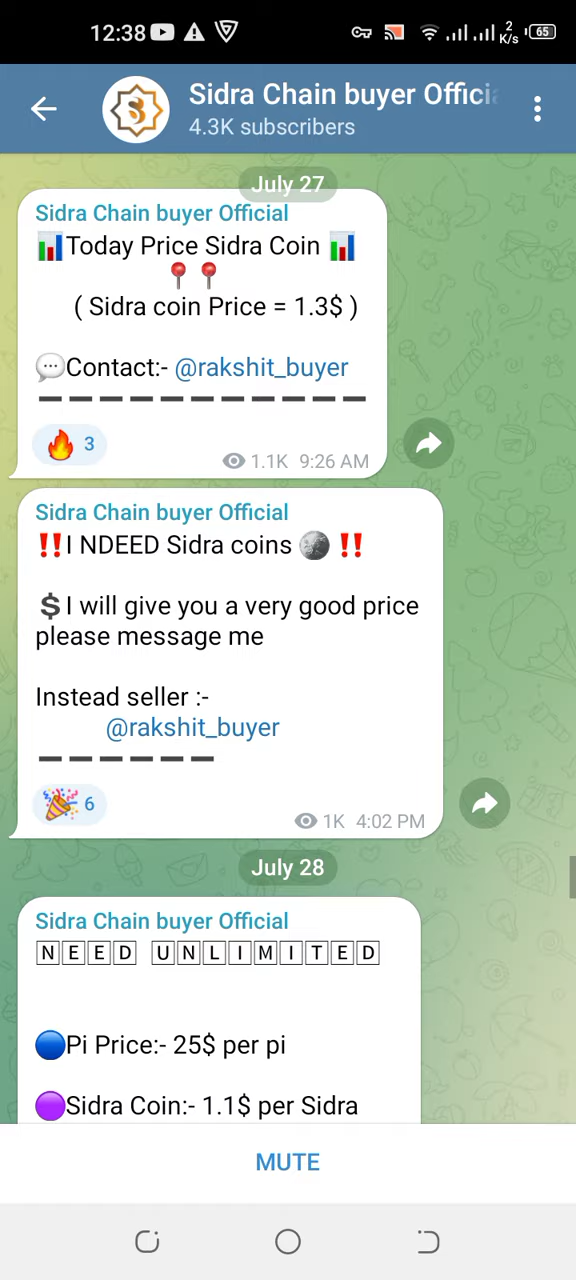 12:38
2 K/s
65
Sidra Chain buyer Offici
4.3K subscribers
July 27
Sidra Chain buyer Official
📊Today Price Sidra Coin 📊
📍 📍
( Sidra coin Price = 1.3$ )
💬Contact:- @rakshit_buyer
➖➖➖➖➖➖➖➖➖➖➖➖
🔥 3
1.1K 9:26 AM
Sidra Chain buyer Official
‼️I NDEED Sidra coins 🌑 ‼️
💲I will give you a very good price
please message me
Instead seller :-
@rakshit_buyer
➖➖➖➖➖➖
🎉 6
1K 4:02 PM
July 28
Sidra Chain buyer Official
🄽🄴🄴🄳 🅄🄽🄻🄸🄼🄸🅃🄴🄳
🔵Pi Price:- 25$ per pi
🟣Sidra Coin:- 1.1$ per Sidra
MUTE